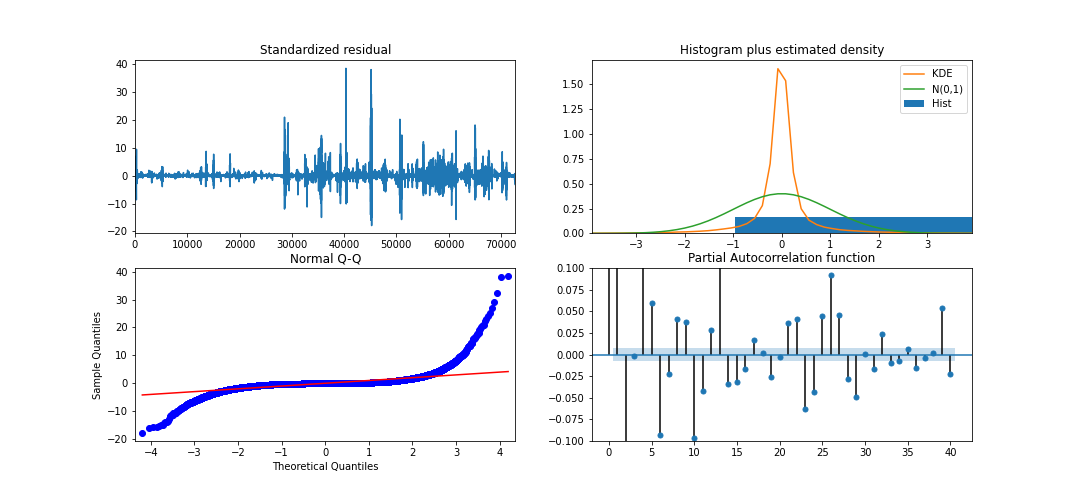 Standardized residual
40
30
20
10
0
−10
−20
0 10000 20000 30000 40000 50000 60000 70000
Histogram plus estimated density
1.50
1.25
1.00
0.75
0.50
0.25
0.00
−3 −2 −1 0 1 2 3
KDE
N(0,1)
Hist
Normal Q-Q
Sample Quantiles
40
30
20
10
0
−10
−20
−4 −3 −2 −1 0 1 2 3 4
Theoretical Quantiles
Partial Autocorrelation function
0.100
0.075
0.050
0.025
0.000
−0.025
−0.050
−0.075
−0.100
0 5 10 15 20 25 30 35 40